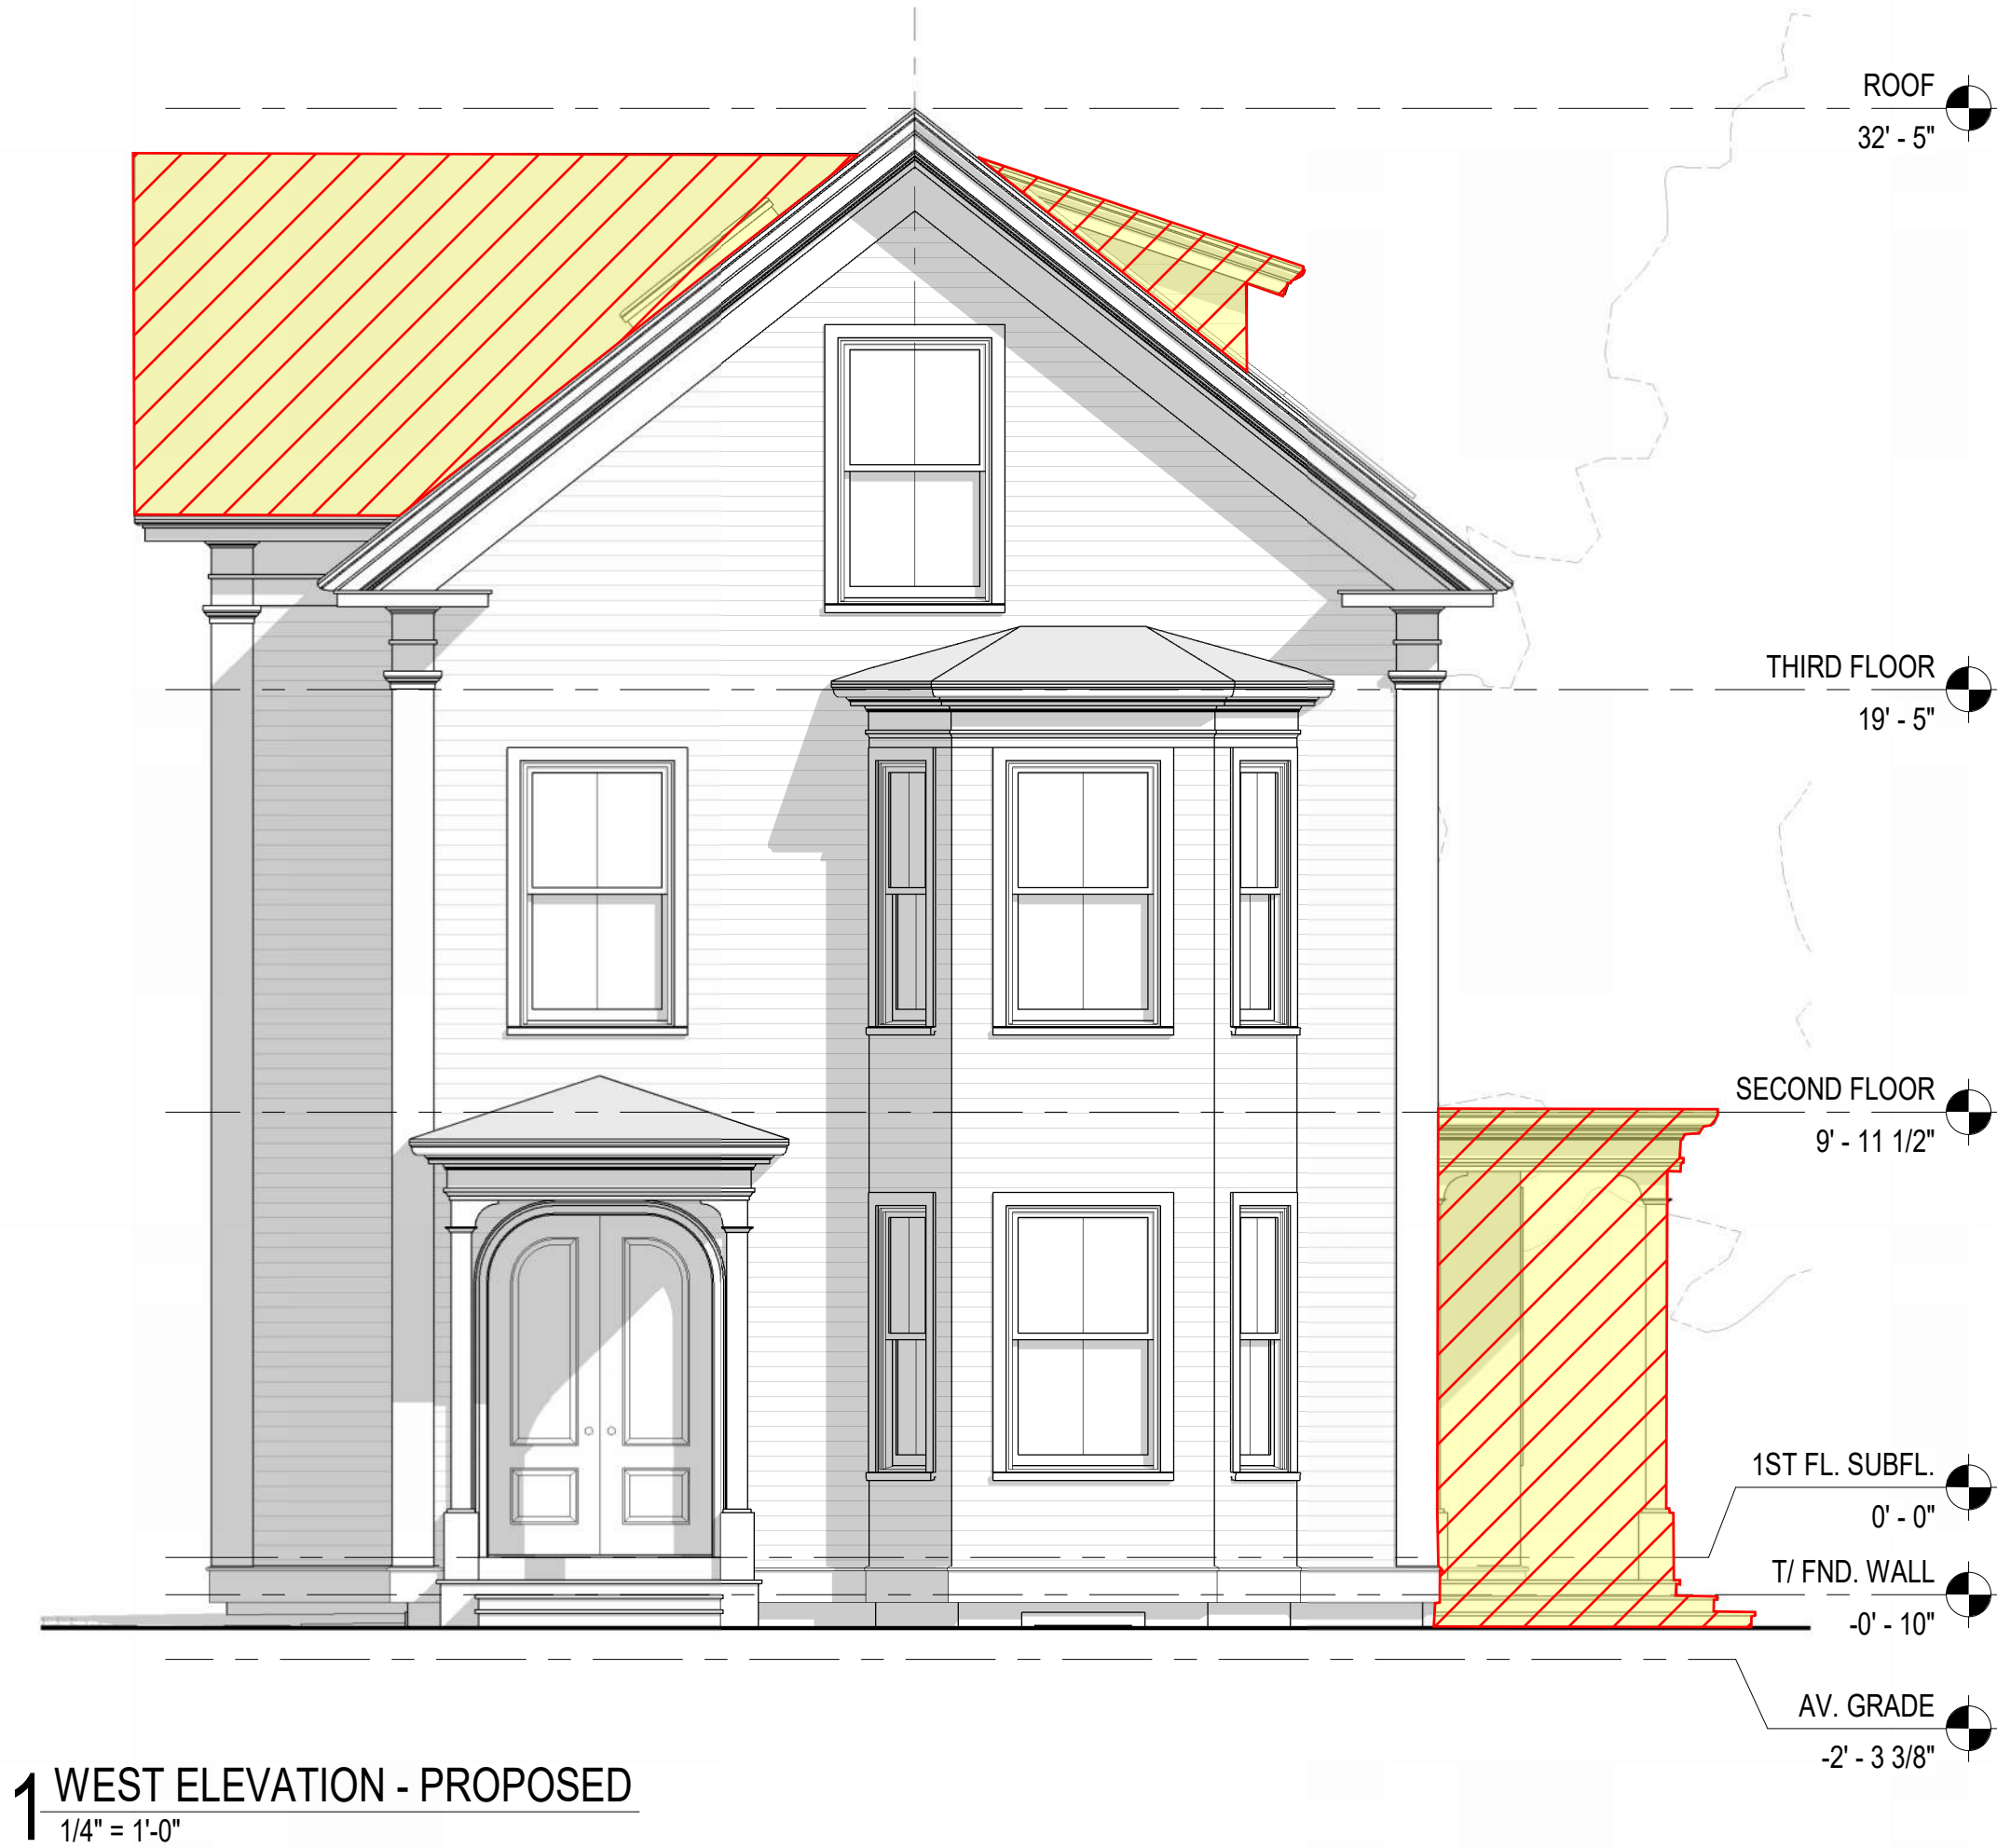 ROOF
32' - 5"
THIRD FLOOR
19' - 5"
SECOND FLOOR
9' - 11 1/2"
1ST FL. SUBFL.
0' - 0"
T/ FND. WALL
-0' - 10"
AV. GRADE
-2' - 3 3/8"
1 WEST ELEVATION - PROPOSED
1/4" = 1'-0"